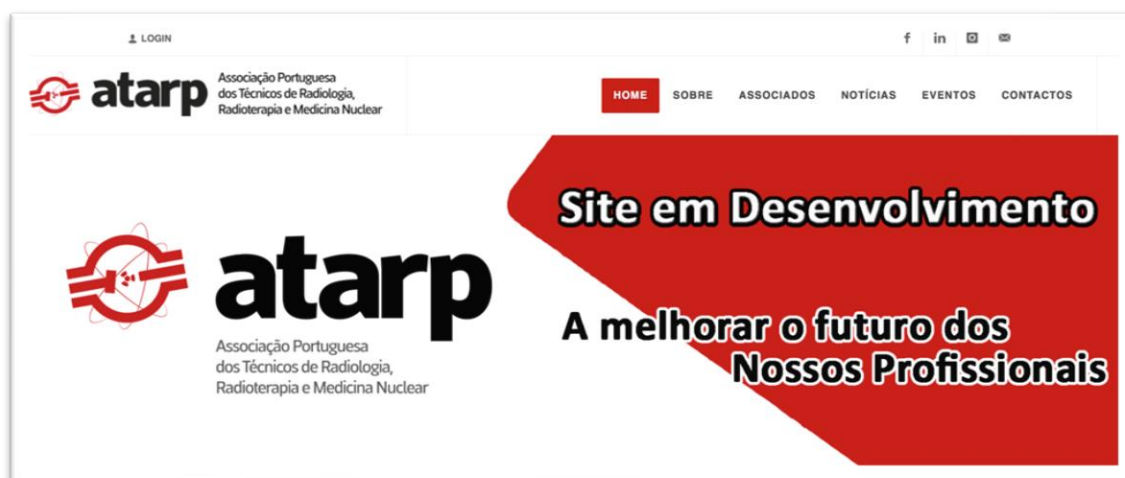 LOGIN
f in
atarp
Associação Portuguesa
dos Técnicos de Radiologia,
Radioterapia e Medicina Nuclear
HOME SOBRE ASSOCIADOS NOTÍCIAS EVENTOS CONTACTOS
atarp
Associação Portuguesa
dos Técnicos de Radiologia,
Radioterapia e Medicina Nuclear
Site em Desenvolvimento
A melhorar o futuro dos
Nossos Profissionais